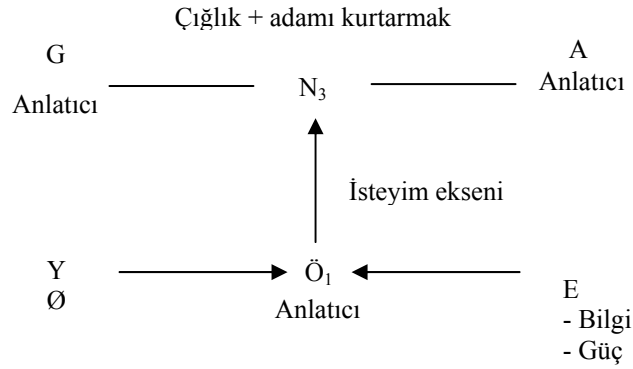 Çığlık + adamı kurtarmak
G
A
Anlatıcı
N3
Anlatıcı
İsteyim ekseni
Y
Ö1
E
Ø
Anlatıcı
- Bilgi
- Güç